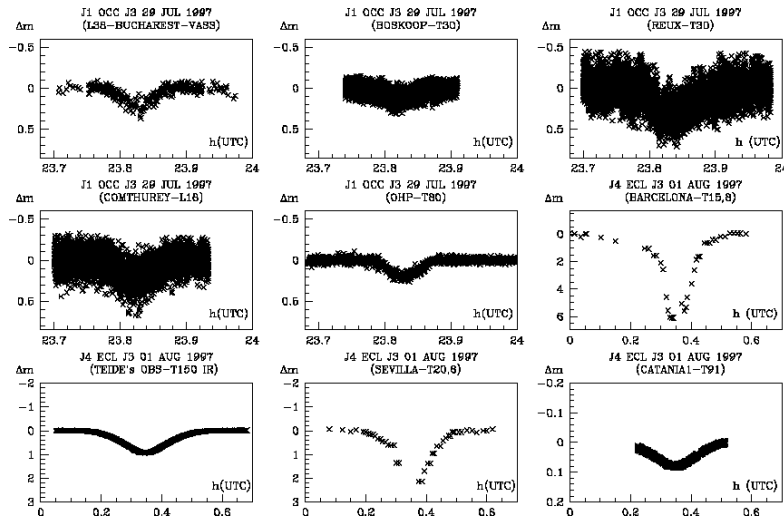 J1 OCC J3 29 JUL 1997
(L38-BUCHAREST-VASS)
Δm
-0.5
0
0.5
h(UTC)
23.7 23.8 23.9 24
J1 OCC J3 29 JUL 1997
(BOSKOOP-T30)
Δm
-0.5
0
0.5
h(UTC)
23.7 23.8 23.9 24
J1 OCC J3 29 JUL 1997
(REUX-T30)
Δm
-0.5
0
0.5
h (UTC)
23.7 23.8 23.9 24
J1 OCC J3 29 JUL 1997
(COMTHUREY-L18)
Δm
-0.5
0
0.5
h(UTC)
23.7 23.8 23.9 24
J1 OCC J3 29 JUL 1997
(OHP-T80)
Δm
-0.5
0
0.5
h(UTC)
23.7 23.8 23.9 24
J4 ECL J3 01 AUG 1997
(BARCELONA-T15,8)
Δm
0
2
4
6
h (UTC)
0 0.2 0.4 0.6
J4 ECL J3 01 AUG 1997
(TEIDE's OBS-T150 IR)
Δm
-2
-1
0
1
2
3
h(UTC)
0 0.2 0.4 0.6
J4 ECL J3 01 AUG 1997
(SEVILLA-T20,8)
Δm
-2
-1
0
1
2
3
h(UTC)
0 0.2 0.4 0.6
J4 ECL J3 01 AUG 1997
(CATANIA1-T91)
Δm
-0.2
-0.1
0
0.1
0.2
h (UTC)
0 0.2 0.4 0.6